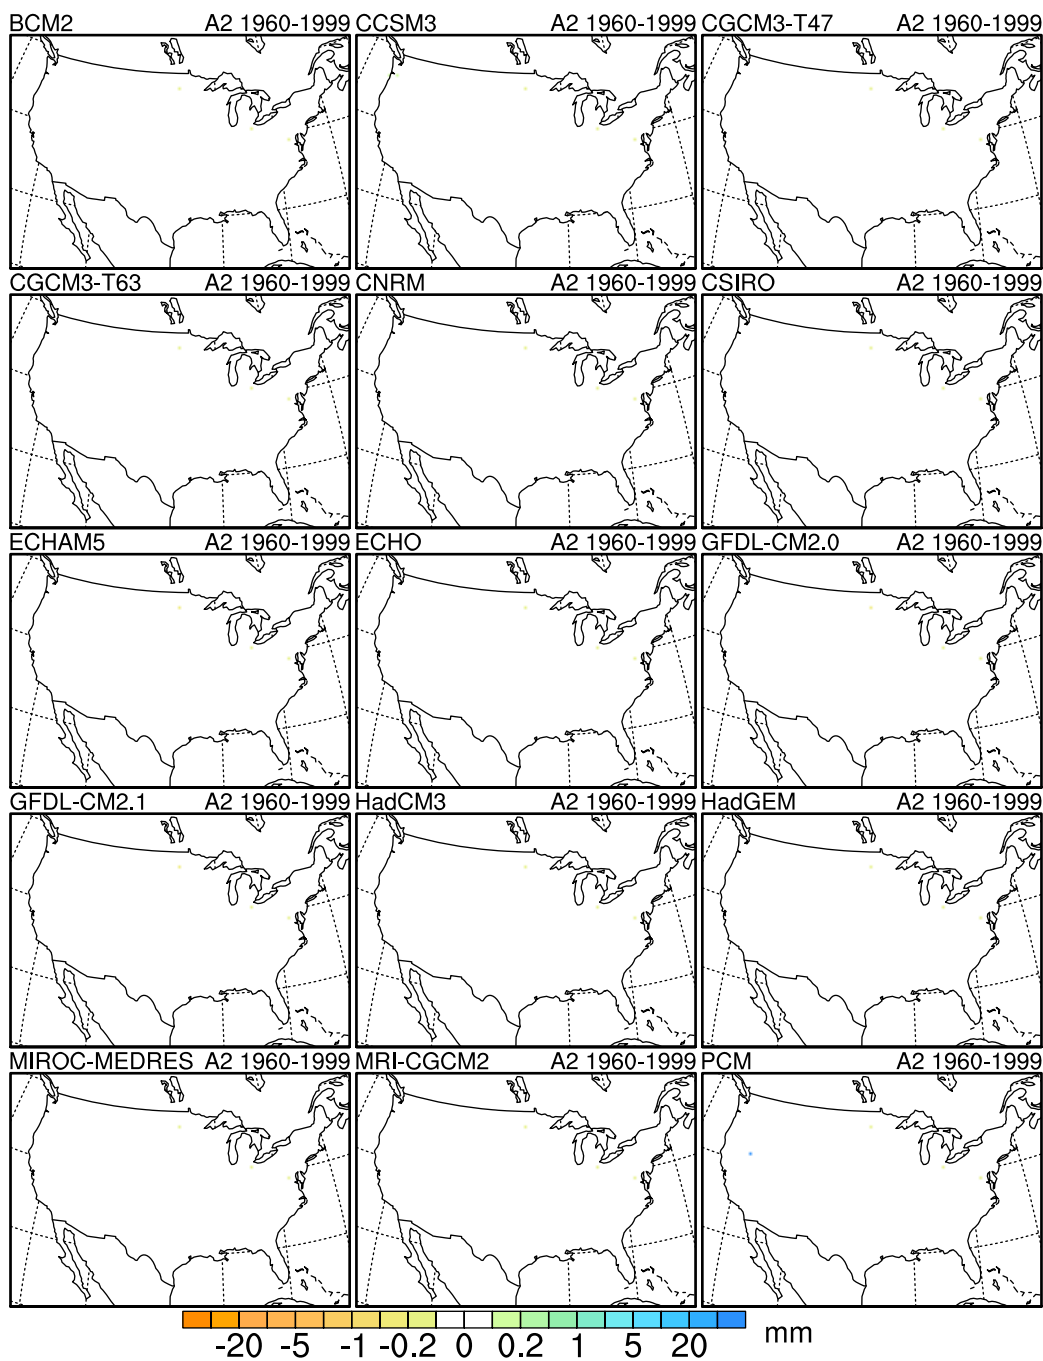 BCM2 A2 1960-1999 CCSM3 A2 1960-1999 CGCM3-T47 A2 1960-1999
CGCM3-T63 A2 1960-1999 CNRM A2 1960-1999 CSIRO A2 1960-1999
ECHAM5 A2 1960-1999 ECHO A2 1960-1999 GFDL-CM2.0 A2 1960-1999
GFDL-CM2.1 A2 1960-1999 HadCM3 A2 1960-1999 HadGEM A2 1960-1999
MIROC-MEDRES A2 1960-1999 MRI-CGCM2 A2 1960-1999 PCM A2 1960-1999
-20 -5 -1 -0.2 0 0.2 1 5 20 mm